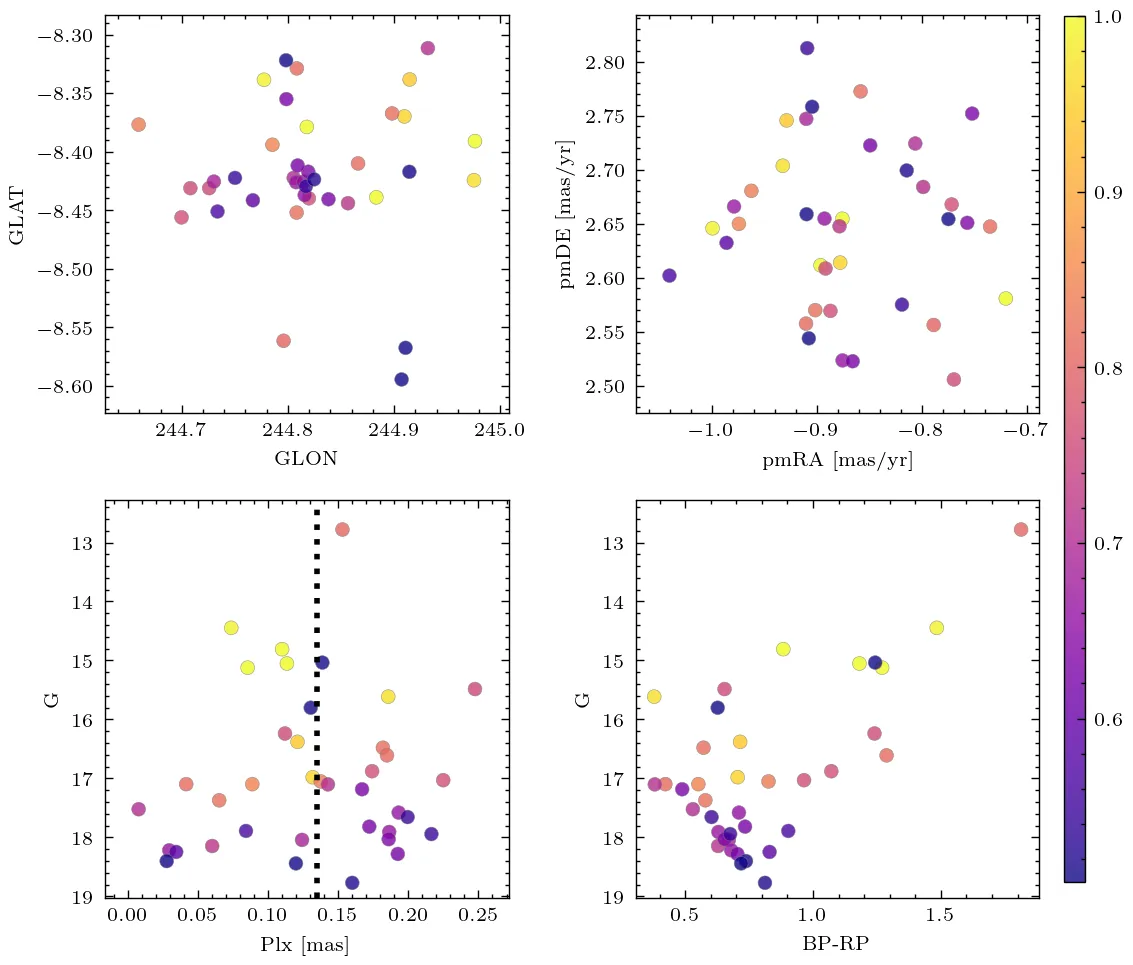 −8.30
−8.35
−8.40
−8.45
−8.50
−8.55
−8.60
GLAT
244.7 244.8 244.9 245.0
GLON
2.80
2.75
2.70
2.65
2.60
2.55
2.50
pmDE [mas/yr]
−1.0 −0.9 −0.8 −0.7
pmRA [mas/yr]
1.0
0.9
0.8
0.7
0.6
13
14
15
16
17
18
19
G
0.00 0.05 0.10 0.15 0.20 0.25
Plx [mas]
13
14
15
16
17
18
19
G
0.5 1.0 1.5
BP-RP